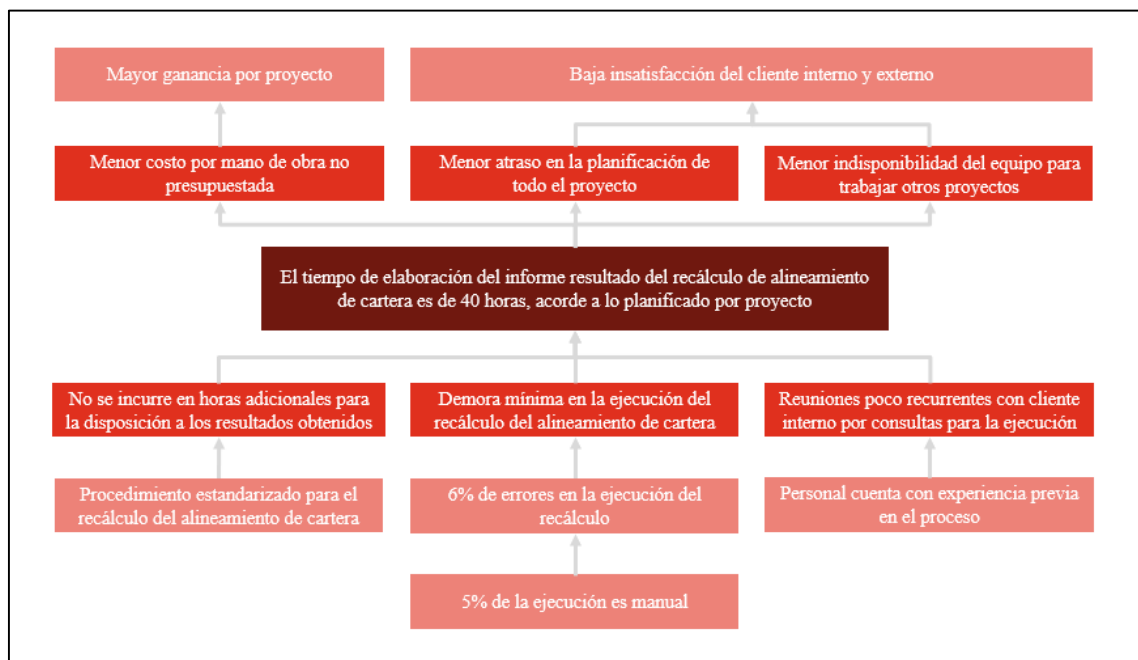 Mayor ganancia por proyecto
Baja insatisfacción del cliente interno y externo
Menor costo por mano de obra no
presupuestada
Menor atraso en la planificación de
todo el proyecto
Menor indisponibilidad del equipo para
trabajar otros proyectos
El tiempo de elaboración del informe resultado del recálculo de alineamiento
de cartera es de 40 horas, acorde a lo planificado por proyecto
No se incurre en horas adicionales para
la disposición a los resultados obtenidos
Demora mínima en la ejecución del
recálculo del alineamiento de cartera
Reuniones poco recurrentes con cliente
interno por consultas para la ejecución
Procedimiento estandarizado para el
recálculo del alineamiento de cartera
6% de errores en la ejecución del
recálculo
Personal cuenta con experiencia previa
en el proceso
5% de la ejecución es manual